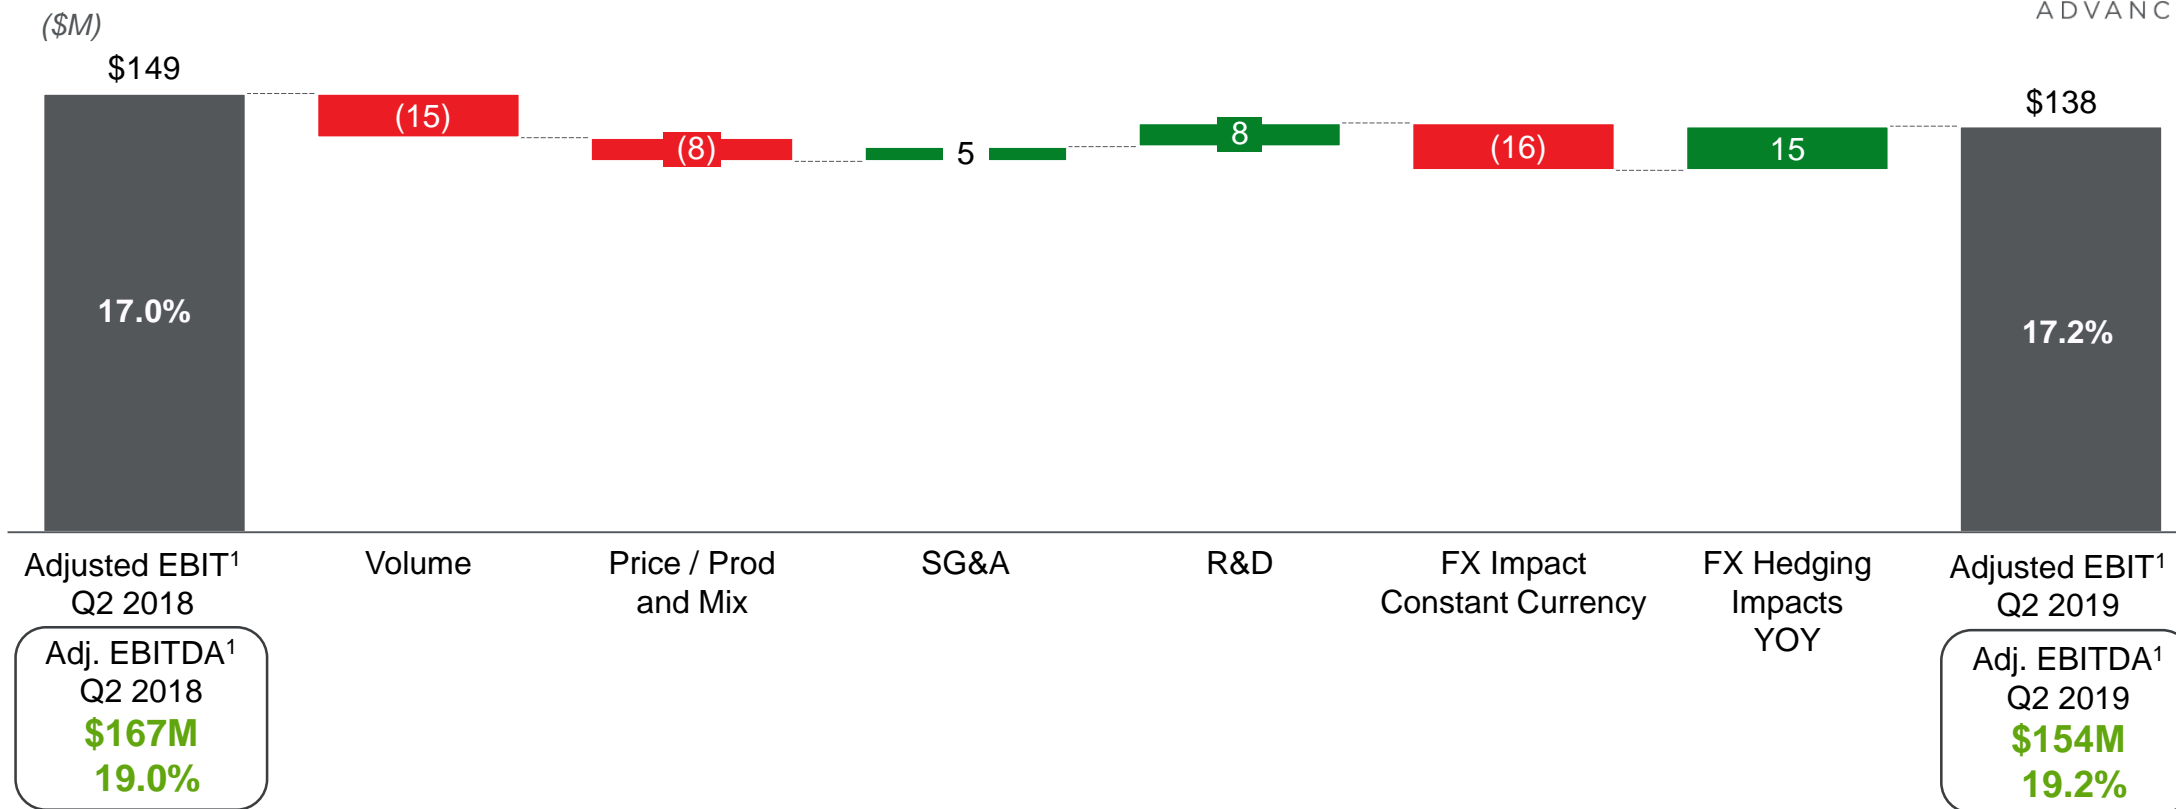 ADVANC
($M)
$149
(15)
(8)
5
8
(16)
15
$138
17.0%
17.2%
Adjusted EBIT¹
Q2 2018
Volume
Price / Prod
and Mix
SG&A
R&D
FX Impact
Constant Currency
FX Hedging
Impacts
YOY
Adjusted EBIT¹
Q2 2019
Adj. EBITDA¹
Q2 2018
$167M
19.0%
Adj. EBITDA¹
Q2 2019
$154M
19.2%